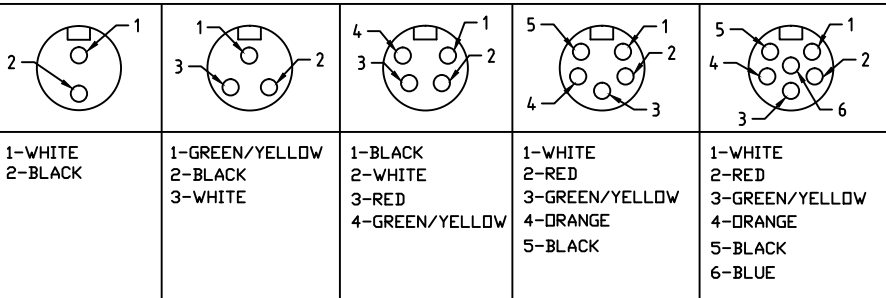 1
2
1
3
2
4
1
3
2
5
1
2
4
3
5
1
4
2
3
6
1-WHITE
2-BLACK
1-GREEN/YELLOW
2-BLACK
3-WHITE
1-BLACK
2-WHITE
3-RED
4-GREEN/YELLOW
1-WHITE
2-RED
3-GREEN/YELLOW
4-ORANGE
5-BLACK
1-WHITE
2-RED
3-GREEN/YELLOW
4-ORANGE
5-BLACK
6-BLUE